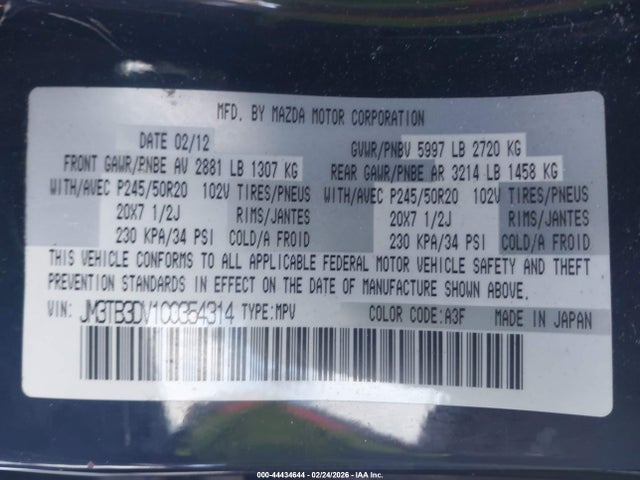 MFD. BY MAZDA MOTOR CORPORATION
DATE 02/12 GVWR/PNBV 5997 LB 2720 KG
FRONT GAWR/PNBE AV 2881 LB 1307 KG REAR GAWR/PNBE AR 3214 LB 1458 KG
WITH/AVEC P245/50R20 102V TIRES/PNEUS WITH/AVEC P245/50R20 102V TIRES/PNEUS
20X7 1/2J RIMS/JANTES 20X7 1/2J RIMS/JANTES
230 KPA/34 PSI COLD/A FROID 230 KPA/34 PSI COLD/A FROID
THIS VEHICLE CONFORMS TO ALL APPLICABLE FEDERAL MOTOR VEHICLE SAFETY AND THEFT
PREVENTION STANDARDS IN EFFECT ON THE DATE OF MANUFACTURE SHOWN ABOVE.
VIN: JM3TB3DV1C0354314 TYPE: MPV COLOR CODE: A3F MADE IN JAPAN
000-44434644 - 02/24/2026 - IAA Inc.